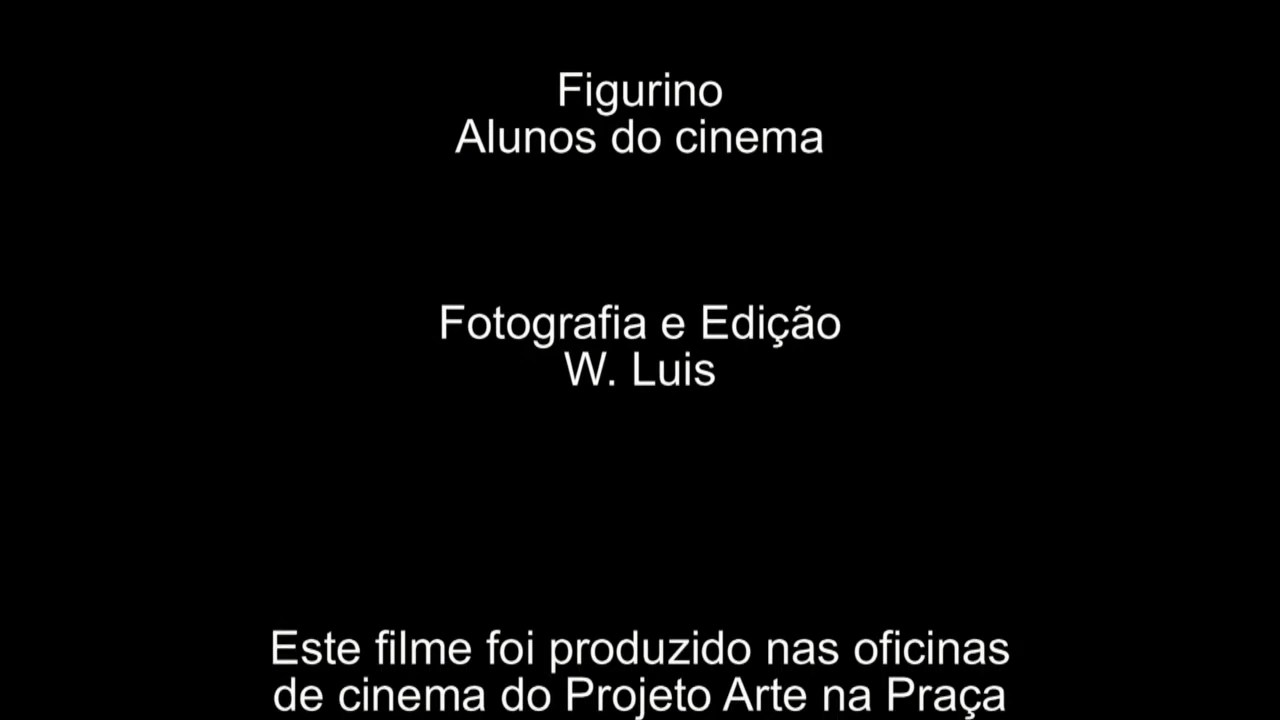 Figurino
Alunos do cinema
Fotografia e Edição
W. Luis
Este filme foi produzido nas oficinas
de cinema do Projeto Arte na Praça